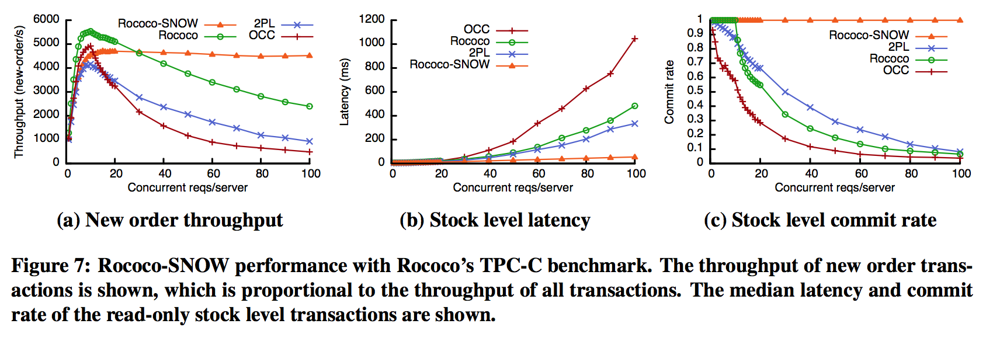 6000
5000
4000
3000
2000
1000
0
Throughput (new-order/s)
Rococo-SNOW
Rococo
2PL
OCC
0 20 40 60 80 100
Concurrent reqs/server
(a) New order throughput
1200
1000
800
600
400
200
0
Latency (ms)
OCC
Rococo
2PL
Rococo-SNOW
0 20 40 60 80 100
Concurrent reqs/server
(b) Stock level latency
1
0.9
0.8
0.7
0.6
0.5
0.4
0.3
0.2
0.1
0
Commit rate
Rococo-SNOW
2PL
Rococo
OCC
0 20 40 60 80 100
Concurrent reqs/server
(c) Stock level commit rate
Figure 7: Rococo-SNOW performance with Rococo's TPC-C benchmark. The throughput of new order trans-
actions is shown, which is proportional to the throughput of all transactions. The median latency and commit
rate of the read-only stock level transactions are shown.